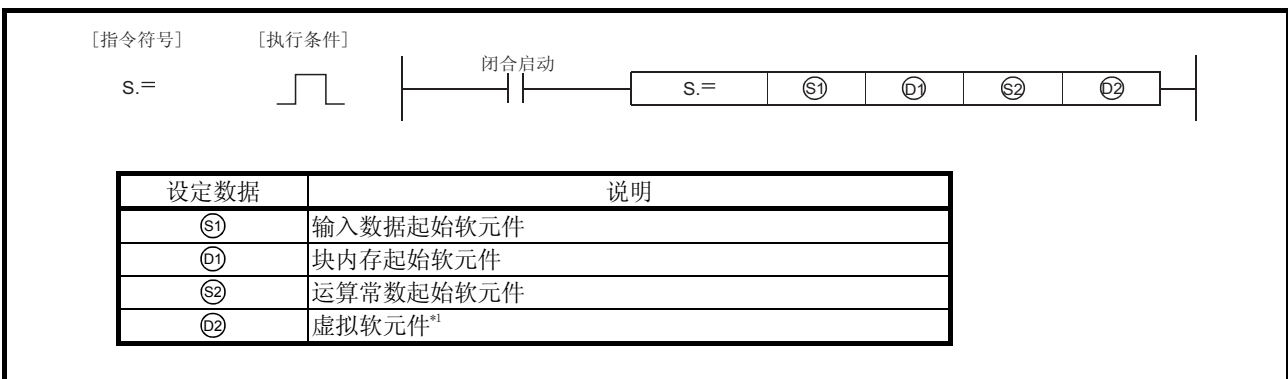 [指令符号] [执行条件]
闭合启动
S.= S.= S1 D1 S2 D2
设定数据 说明
S1 输入数据起始软元件
D1 块内存起始软元件
S2 运算常数起始软元件
D2 虚拟软元件*1